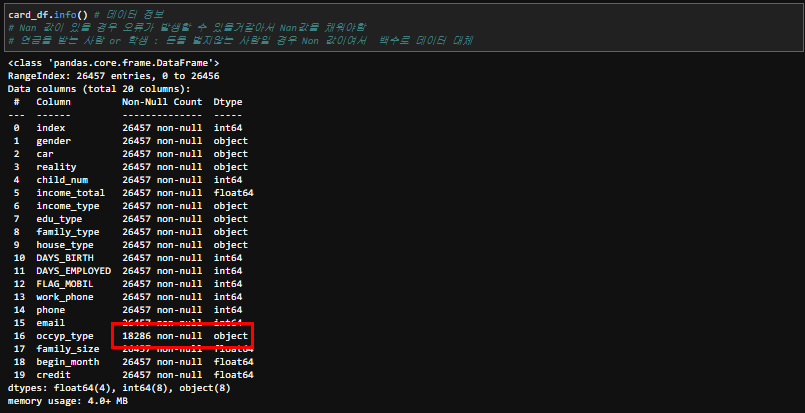 card_df.info() # 데이터 정보
# Nan 값이 있을 경우 오류가 발생할 수 있을거같아서 Nan값을 채워야함
# 연금을 받는 사람 or 학생 : 돈을 벌지않는 사람일 경우 Non 값이여서 백수로 데이터 대체
<class 'pandas.core.frame.DataFrame'>
RangeIndex: 26457 entries, 0 to 26456
Data columns (total 20 columns):
# Column Non-Null Count Dtype
--- ------ -------------- -----
0 index 26457 non-null int64
1 gender 26457 non-null object
2 car 26457 non-null object
3 reality 26457 non-null object
4 child_num 26457 non-null int64
5 income_total 26457 non-null float64
6 income_type 26457 non-null object
7 edu_type 26457 non-null object
8 family_type 26457 non-null object
9 house_type 26457 non-null object
10 DAYS_BIRTH 26457 non-null int64
11 DAYS_EMPLOYED 26457 non-null int64
12 FLAG_MOBIL 26457 non-null int64
13 work_phone 26457 non-null int64
14 phone 26457 non-null int64
15 email 26457 non-null int64
16 occyp_type 18286 non-null object
17 family_size 26457 non-null float64
18 begin_month 26457 non-null float64
19 credit 26457 non-null float64
dtypes: float64(4), int64(8), object(8)
memory usage: 4.0+ MB